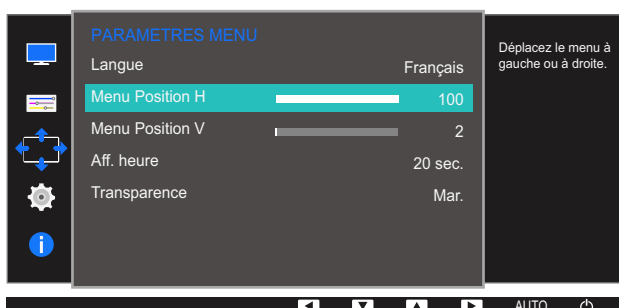 PARAMETRES MENU
Langue Français
Menu Position H 100
Menu Position V 2
Aff. heure 20 sec.
Transparence Mar.
Déplacez le menu à
gauche ou à droite.
AUTO